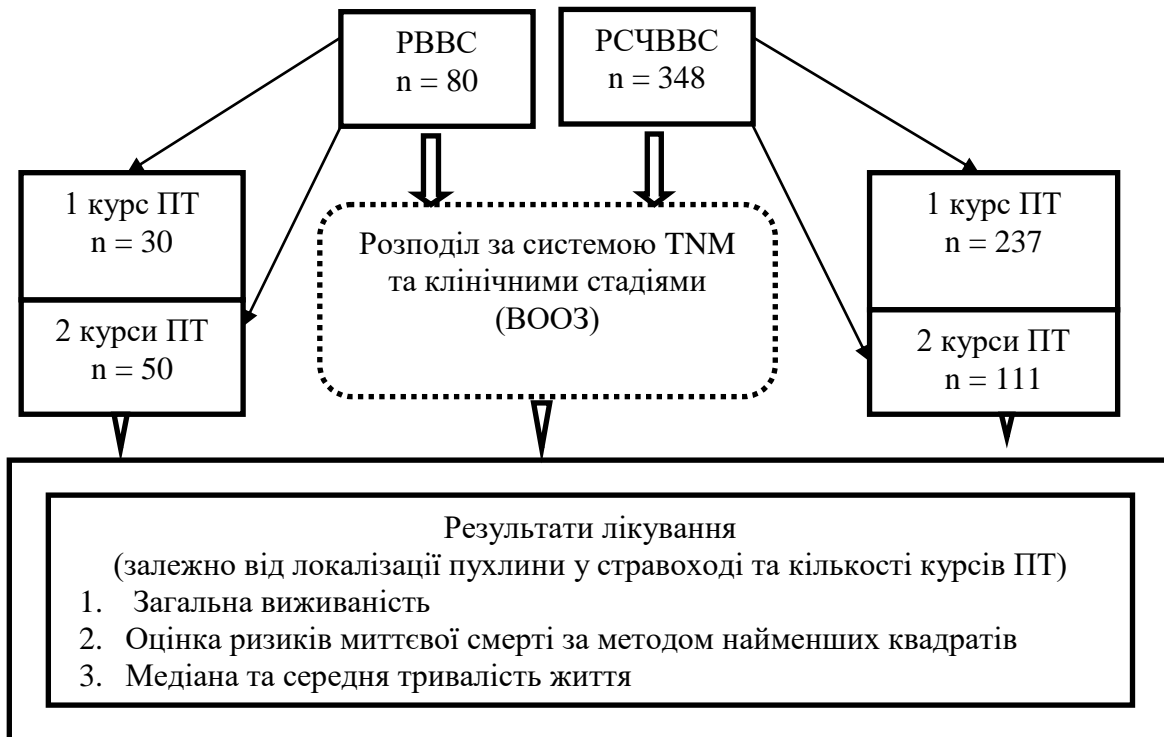 РВВС
n = 80
РСЧВВС
n = 348
1 курс ПТ
n = 30
2 курси ПТ
n = 50
Розподіл за системою TNM
та клінічними стадіями
(ВООЗ)
1 курс ПТ
n = 237
2 курси ПТ
n = 111
Результати лікування
(залежно від локалізації пухлини у стравоході та кількості курсів ПТ)
1. Загальна виживаність
2. Оцінка ризиків миттєвої смерті за методом найменших квадратів
3. Медіана та середня тривалість життя